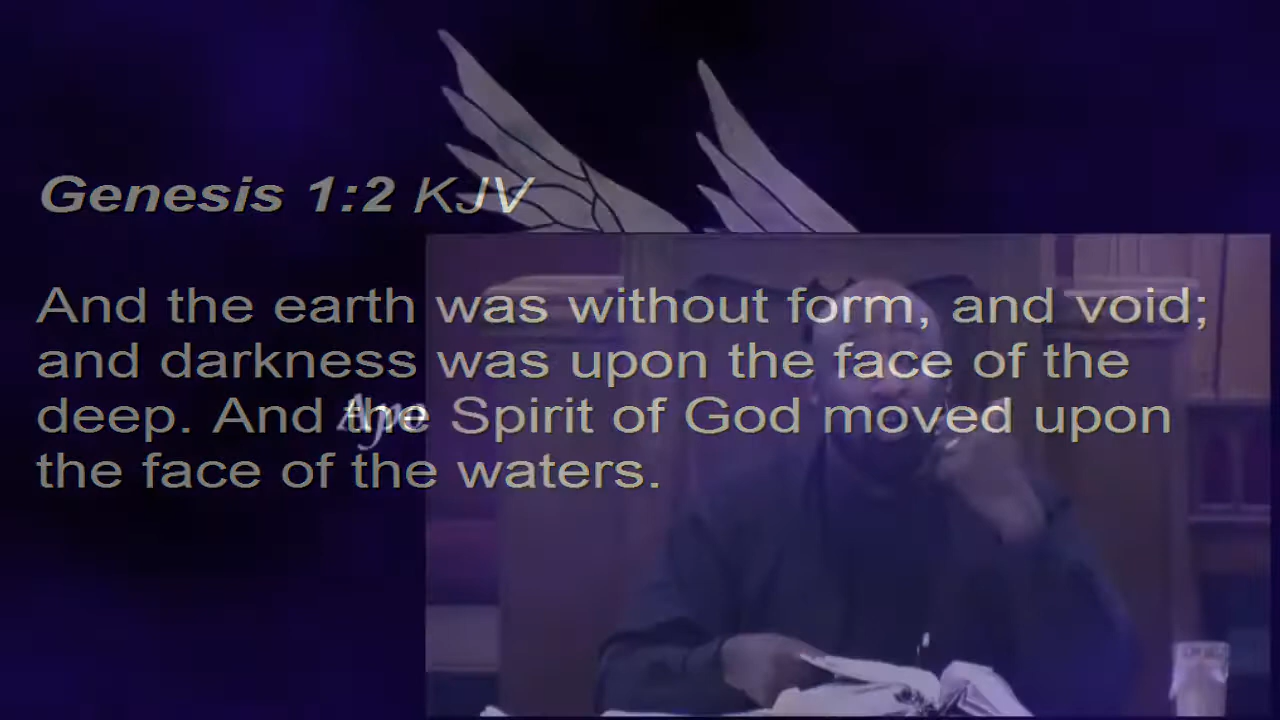 Genesis 1:2 KJV
And the earth was without form, and void;
and darkness was upon the face of the
deep. And the Spirit of God moved upon
the face of the waters.